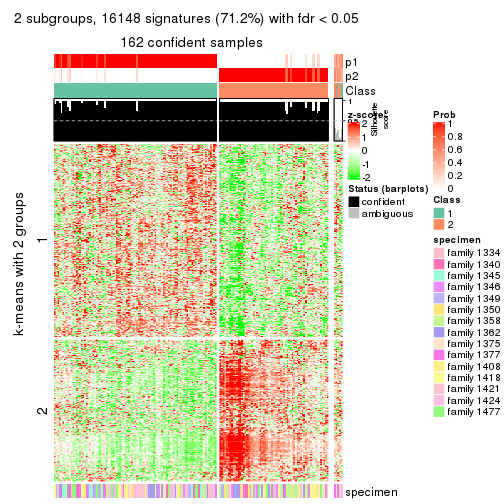 2 subgroups, 16148 signatures (71.2%) with fdr < 0.05
162 confident samples
p1
p2
Class
1
Silhouette
score
z-score
2
1
0
-1
-2
Status (barplots)
confident
ambiguous
Prob
1
0.8
0.6
0.4
0.2
0
Class
1
2
specimen
family 1334
family 1340
family 1345
family 1346
family 1349
family 1350
family 1358
family 1362
family 1375
family 1377
family 1408
family 1418
family 1421
family 1424
family 1477
k-means with 2 groups
1
2
specimen